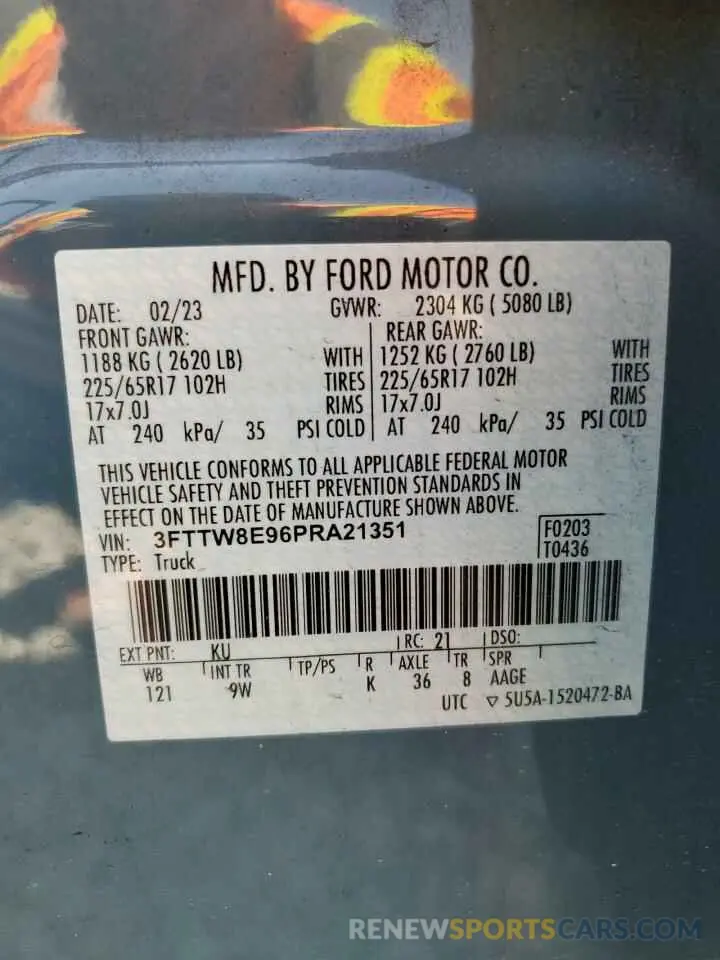 MFD. BY FORD MOTOR CO.
DATE: 02/23 GVWR: 2304 KG ( 5080 LB)
FRONT GAWR: REAR GAWR:
1188 KG ( 2620 LB) WITH 1252 KG ( 2760 LB) WITH
225/65R17 102H TIRES 225/65R17 102H TIRES
17x7.0J RIMS 17x7.0J RIMS
AT 240 kPa/ 35 PSI COLD AT 240 kPa/ 35 PSI COLD
THIS VEHICLE CONFORMS TO ALL APPLICABLE FEDERAL MOTOR
VEHICLE SAFETY AND THEFT PREVENTION STANDARDS IN
EFFECT ON THE DATE OF MANUFACTURE SHOWN ABOVE.
VIN: 3FTTW8E96PRA21351 F0203
TYPE: Truck T0436
EXT PNT: KU RC: 21 DSO:
WB INT TR TP/PS R AXLE TR SPR
121 9W K 36 8 AAGE
UTC ▽ 5U5A-1520472-BA
RENEWSPORTSCARS.COM